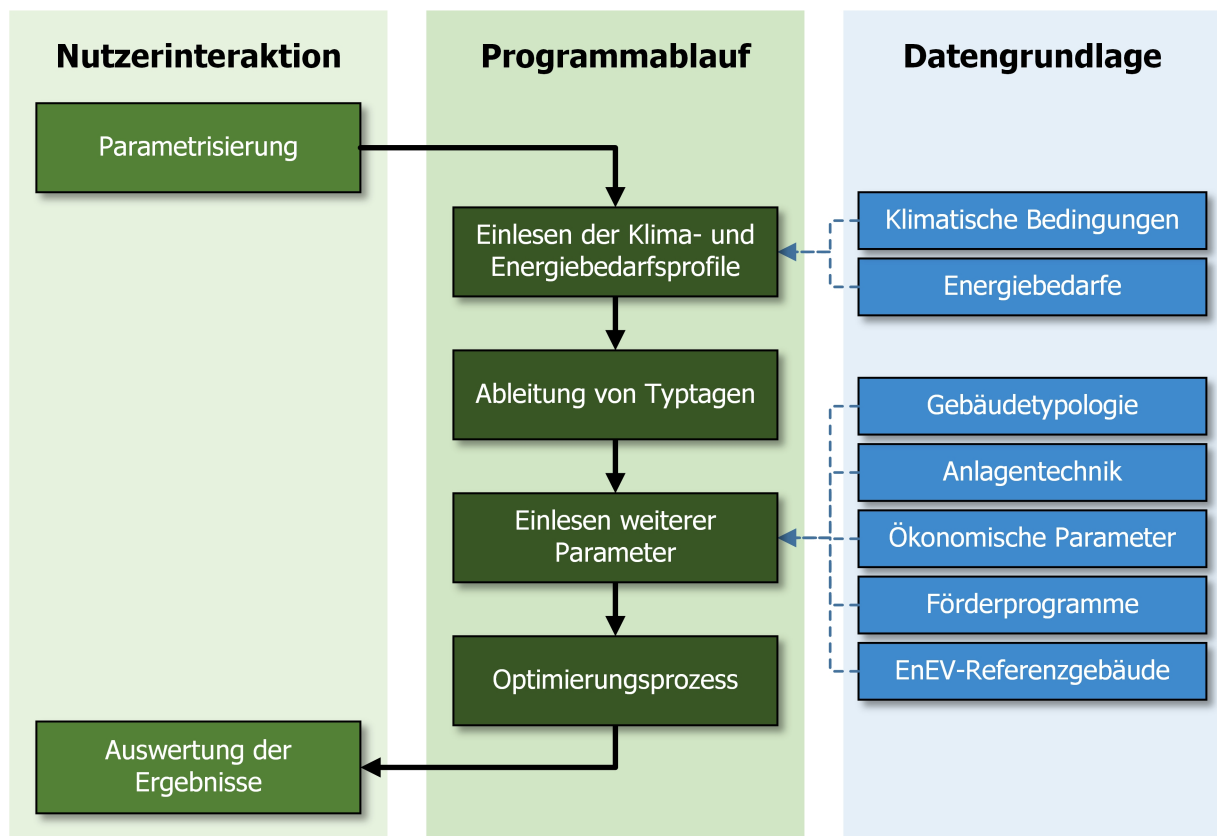 Nutzerinteraktion
Programmablauf
Datengrundlage
Parametrisierung
Einlesen der Klima- und
Energiebedarfsprofile
Klimatische Bedingungen
Energiebedarfe
Ableitung von Typtagen
Gebäudetypologie
Anlagentechnik
Einlesen weiterer
Parameter
Ökonomische Parameter
Förderprogramme
Optimierungsprozess
EnEV-Referenzgebäude
Auswertung der
Ergebnisse